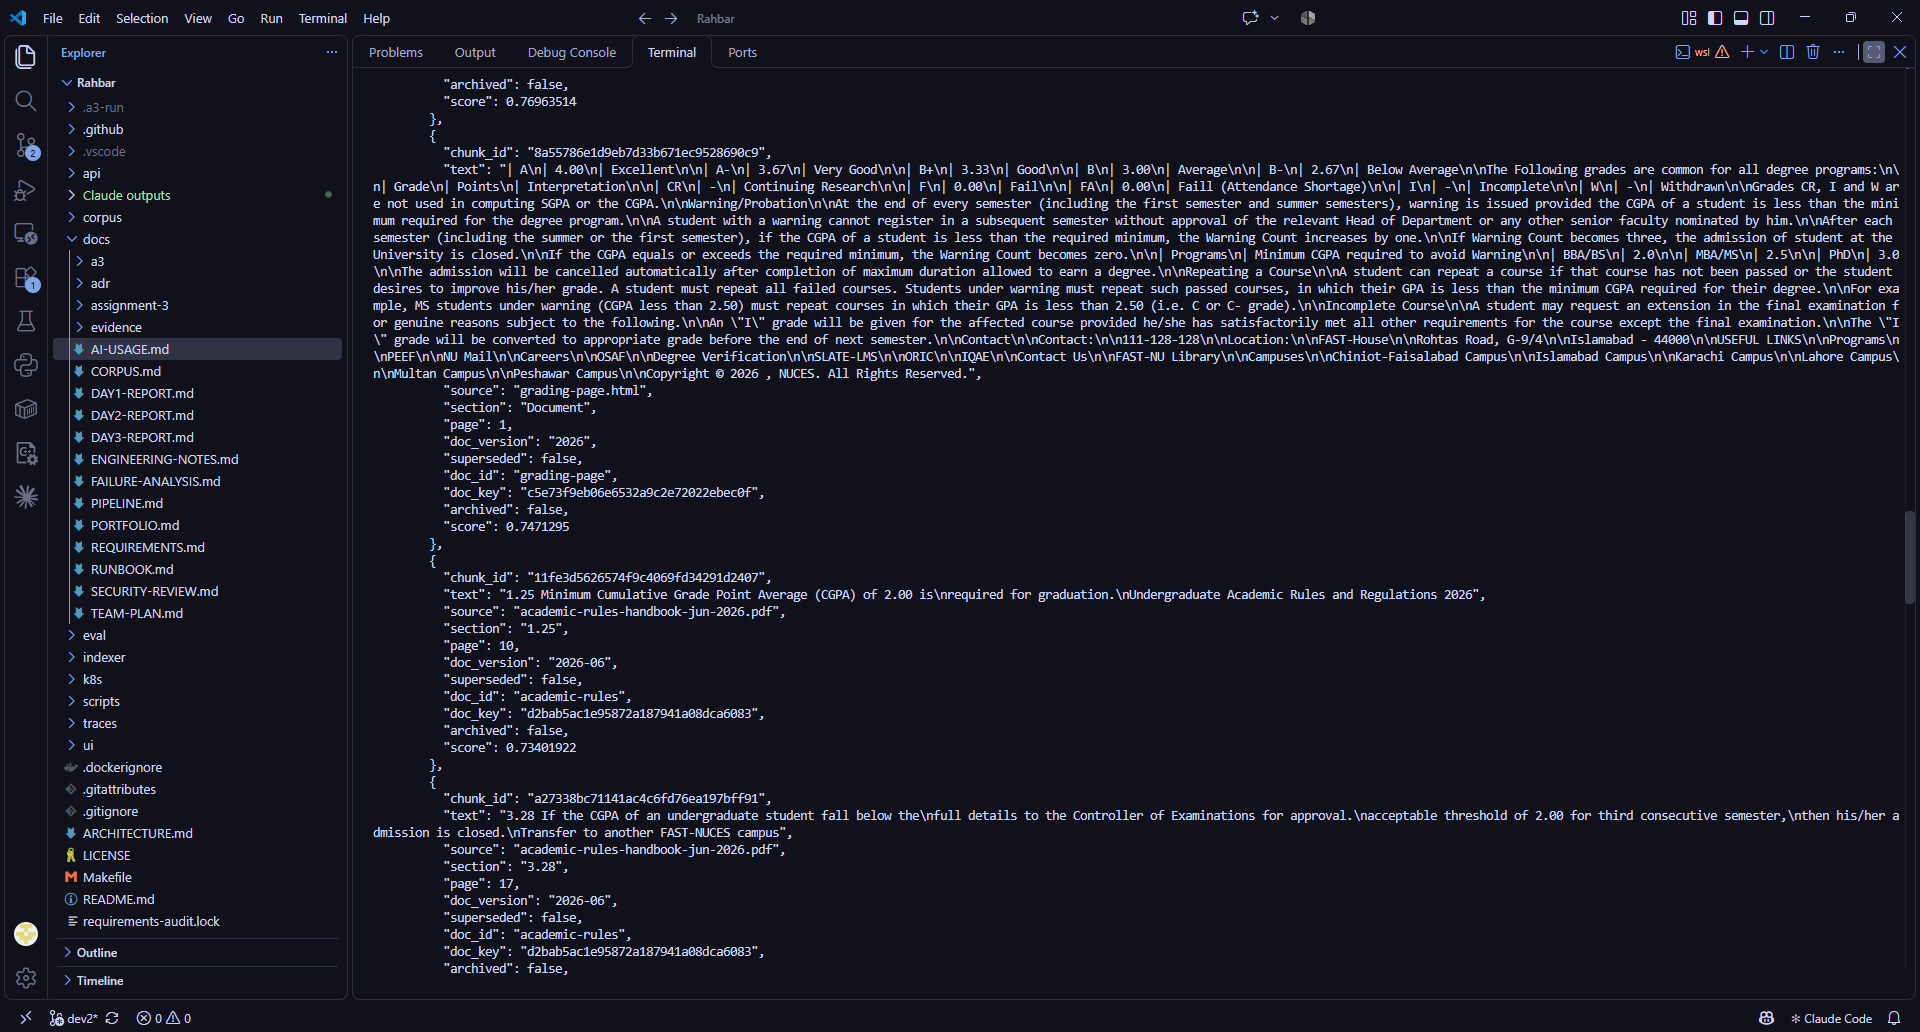 File Edit Selection View Go Run Terminal Help
Rahbar
Explorer
Rahbar
.a3-run
.github
.vscode
api
Claude outputs
corpus
docs
a3
adr
assignment-3
evidence
AI-USAGE.md
CORPUS.md
DAY1-REPORT.md
DAY2-REPORT.md
DAY3-REPORT.md
ENGINEERING-NOTES.md
FAILURE-ANALYSIS.md
PIPELINE.md
PORTFOLIO.md
REQUIREMENTS.md
RUNBOOK.md
SECURITY-REVIEW.md
TEAM-PLAN.md
eval
indexer
k8s
scripts
traces
ui
.dockerignore
.gitattributes
.gitignore
ARCHITECTURE.md
LICENSE
Makefile
README.md
requirements-audit.lock
Outline
Timeline
2
1
Problems Output Debug Console Terminal Ports
wsl
"archived": false,
"score": 0.76963514
},
{
"chunk_id": "8a55786e1d9eb7d33b671ec9528690c9",
"text": "| A\n| 4.00\n| Excellent\n\n| A-\n| 3.67\n| Very Good\n\n| B+\n| 3.33\n| Good\n\n| B\n| 3.00\n| Average\n\n| B-\n| 2.67\n| Below Average\n\nThe Following grades are common for all degree programs:\n\
n| Grade\n| Points\n| Interpretation\n\n| CR\n| -\n| Continuing Research\n\n| F\n| 0.00\n| Fail\n\n| FA\n| 0.00\n| Faill (Attendance Shortage)\n\n| I\n| -\n| Incomplete\n\n| W\n| -\n| Withdrawn\n\nGrades CR, I and W ar
e not used in computing SGPA or the CGPA.\n\nWarning/Probation\n\nAt the end of every semester (including the first semester and summer semesters), warning is issued provided the CGPA of a student is less than the mini
mum required for the degree program.\n\nA student with a warning cannot register in a subsequent semester without approval of the relevant Head of Department or any other senior faculty nominated by him.\n\nAfter each
semester (including the summer or the first semester), if the CGPA of a student is less than the required minimum, the Warning Count increases by one.\n\nIf Warning Count becomes three, the admission of student at the
University is closed.\n\nIf the CGPA equals or exceeds the required minimum, the Warning Count becomes zero.\n\n| Programs\n| Minimum CGPA required to avoid Warning\n\n| BBA/BS\n| 2.0\n\n| MBA/MS\n| 2.5\n\n| PhD\n| 3.0
\n\nThe admission will be cancelled automatically after completion of maximum duration allowed to earn a degree.\n\nRepeating a Course\n\nA student can repeat a course if that course has not been passed or the student
desires to improve his/her grade. A student must repeat all failed courses. Students under warning must repeat such passed courses, in which their GPA is less than the minimum CGPA required for their degree.\n\nFor exa
mple, MS students under warning (CGPA less than 2.50) must repeat courses in which their GPA is less than 2.50 (i.e. C or C- grade).\n\nIncomplete Course\n\nA student may request an extension in the final examination f
or genuine reasons subject to the following.\n\nAn \"I\" grade will be given for the affected course provided he/she has satisfactorily met all other requirements for the course except the final examination.\n\nThe \"I
\" grade will be converted to appropriate grade before the end of next semester.\n\nContact\n\nContact:\n\n111-128-128\n\nLocation:\n\nFAST-House\n\nRohtas Road, G-9/4\n\nIslamabad - 44000\n\nUSEFUL LINKS\n\nPrograms\n
\nPEEF\n\nNU Mail\n\nCareers\n\nOSAF\n\nDegree Verification\n\nSLATE-LMS\n\nORIC\n\nIQAE\n\nContact Us\n\nFAST-NU Library\n\nCampuses\n\nChiniot-Faisalabad Campus\n\nIslamabad Campus\n\nKarachi Campus\n\nLahore Campus\
n\nMultan Campus\n\nPeshawar Campus\n\nCopyright © 2026 , NUCES. All Rights Reserved.",
"source": "grading-page.html",
"section": "Document",
"page": 1,
"doc_version": "2026",
"superseded": false,
"doc_id": "grading-page",
"doc_key": "c5e73f9eb06e6532a9c2e72022ebec0f",
"archived": false,
"score": 0.7471295
},
{
"chunk_id": "11fe3d5626574f9c4069fd34291d2407",
"text": "1.25 Minimum Cumulative Grade Point Average (CGPA) of 2.00 is\nrequired for graduation.\nUndergraduate Academic Rules and Regulations 2026",
"source": "academic-rules-handbook-jun-2026.pdf",
"section": "1.25",
"page": 10,
"doc_version": "2026-06",
"superseded": false,
"doc_id": "academic-rules",
"doc_key": "d2bab5ac1e95872a187941a08dca6083",
"archived": false,
"score": 0.73401922
},
{
"chunk_id": "a27338bc71141ac4c6fd76ea197bff91",
"text": "3.28 If the CGPA of an undergraduate student fall below the\nfull details to the Controller of Examinations for approval.\nacceptable threshold of 2.00 for third consecutive semester,\nthen his/her a
dmission is closed.\nTransfer to another FAST-NUCES campus",
"source": "academic-rules-handbook-jun-2026.pdf",
"section": "3.28",
"page": 17,
"doc_version": "2026-06",
"superseded": false,
"doc_id": "academic-rules",
"doc_key": "d2bab5ac1e95872a187941a08dca6083",
"archived": false,
dev2* 0 0
Claude Code